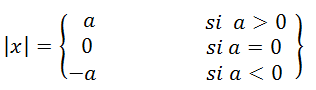 a si a > 0
|x| = { 0 si a = 0 }
−a si a < 0